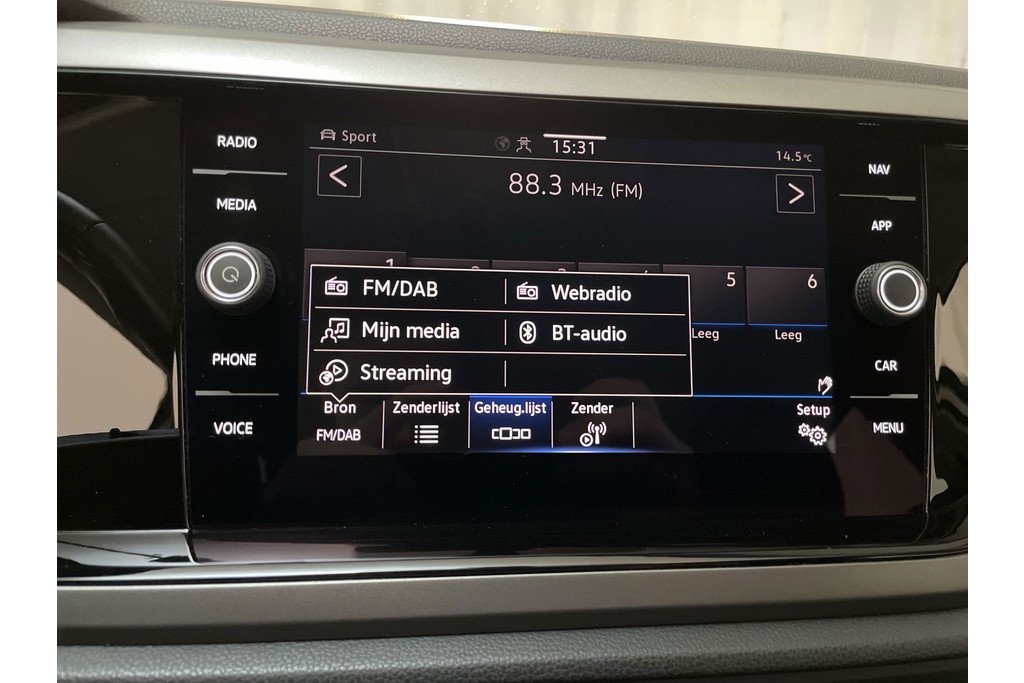 RADIO
MEDIA
PHONE
VOICE
Sport
15:31
14.5°C
<
88.3 MHz (FM)
>
1
5
6
Leeg
Leeg
FM/DAB
Webradio
Mijn media
BT-audio
Streaming
Bron
FM/DAB
Zenderlijst
Geheug.lijst
Zender
Setup
NAV
APP
CAR
MENU